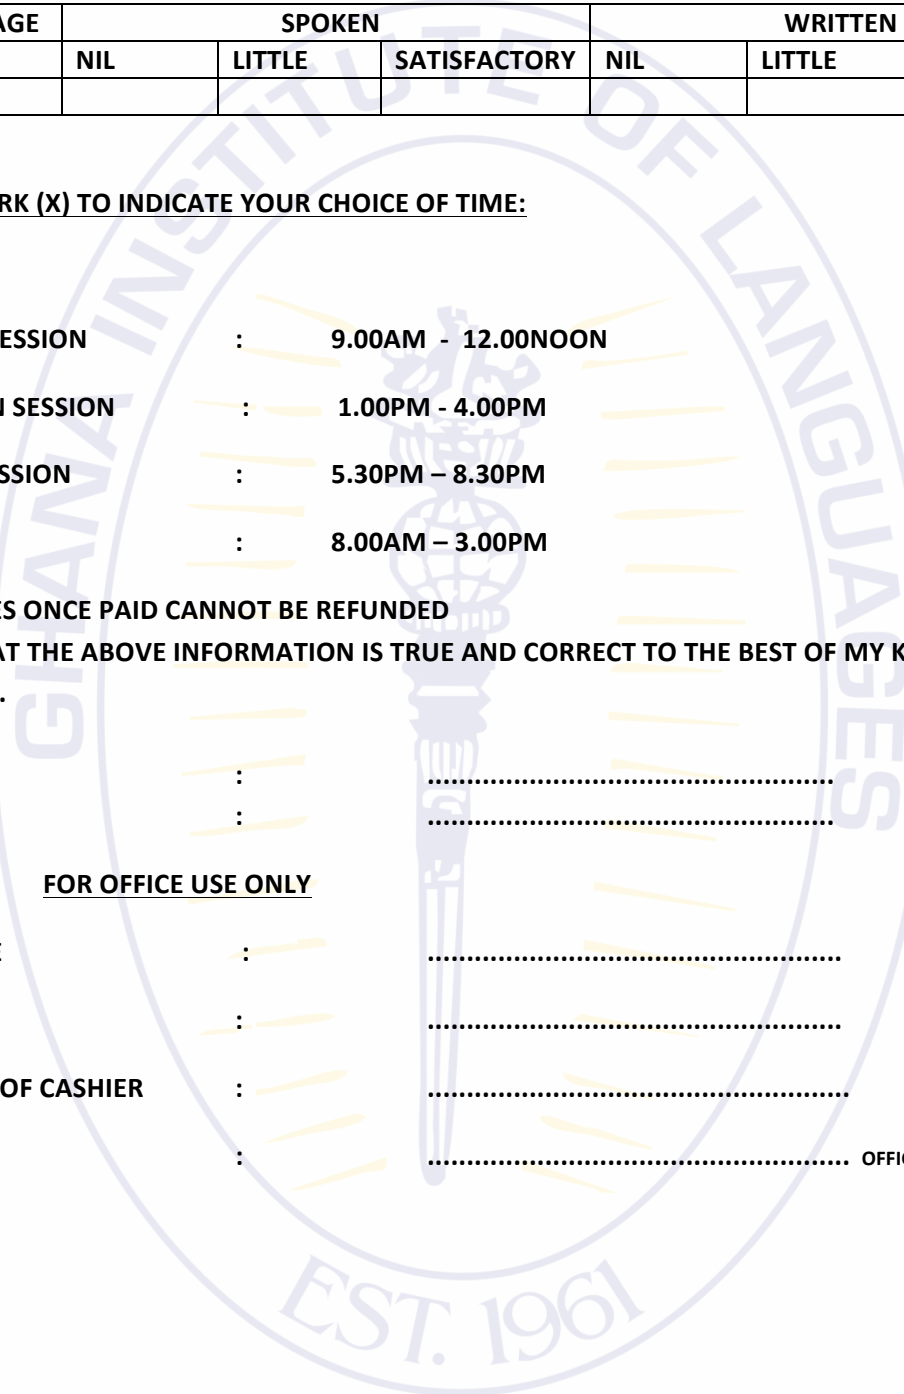 AGE SPOKEN WRITTEN
NIL LITTLE SATISFACTORY NIL LITTLE
RK (X) TO INDICATE YOUR CHOICE OF TIME:
ESSION : 9.00AM - 12.00NOON
N SESSION : 1.00PM - 4.00PM
SSION : 5.30PM – 8.30PM
: 8.00AM – 3.00PM
ES ONCE PAID CANNOT BE REFUNDED
AT THE ABOVE INFORMATION IS TRUE AND CORRECT TO THE BEST OF MY K
.
: ....................................................
: ....................................................
FOR OFFICE USE ONLY
E : .....................................................
: .....................................................
OF CASHIER : ......................................................
: ...................................................... OFFIC
GHANA INSTITUTE OF LANGUAGES
EST. 1961